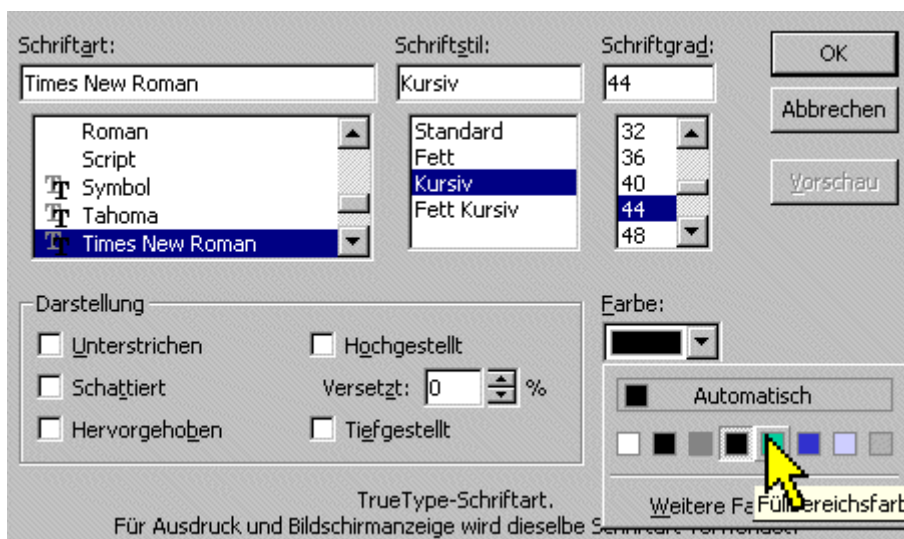 Schriftart: Schriftstil: Schriftgrad:
Times New Roman Kursiv 44 OK
Abbrechen
Roman Standard 32
Script Fett 36
Symbol Kursiv 40 Vorschau
Tahoma Fett Kursiv 44
Times New Roman 48
Darstellung Farbe:
Unterstrichen Hochgestellt
Schattiert Versetzt: 0 % Automatisch
Hervorgehoben Tiefgestellt
TrueType-Schriftart. Weitere Füllbereichsfarb
Für Ausdruck und Bildschirmanzeige wird dieselbe